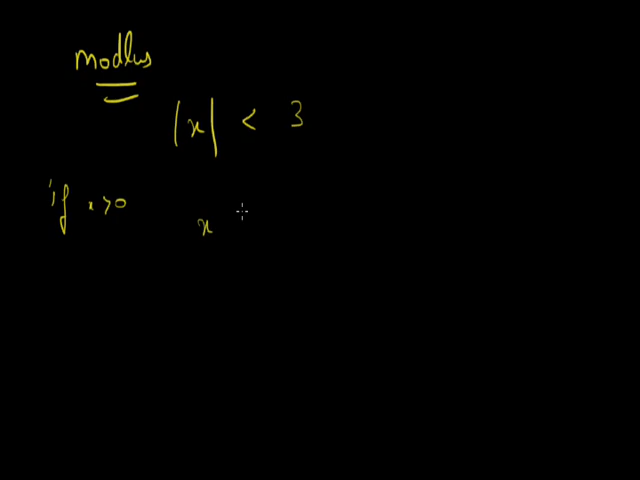 modlus
|x| < 3
if x > 0 x